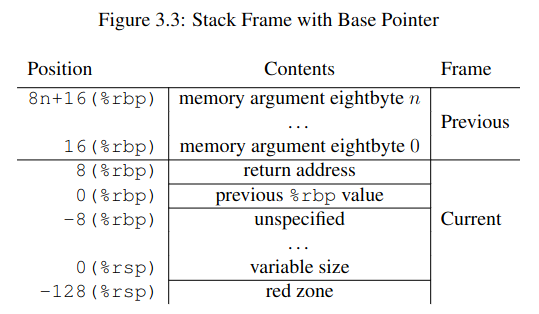 Figure 3.3: Stack Frame with Base Pointer
Position Contents Frame
8n+16(%rbp) memory argument eightbyte n
... Previous
16(%rbp) memory argument eightbyte 0
8(%rbp) return address
0(%rbp) previous %rbp value
-8(%rbp) unspecified Current
...
0(%rsp) variable size
-128(%rsp) red zone